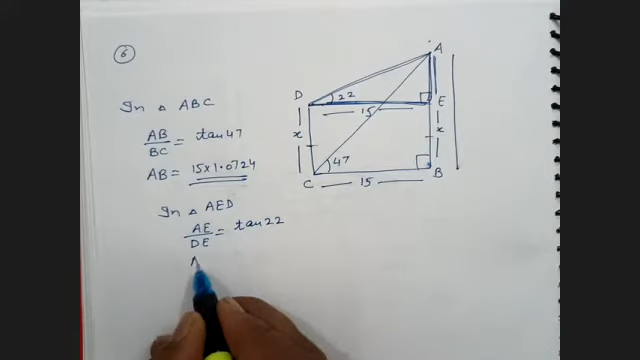 6
In △ ABC
AB/BC = tan47
AB = 15×1.0724
In △ AED
AE/DE = tan22
A
D
22
E
15
x
x
47
C
15
B